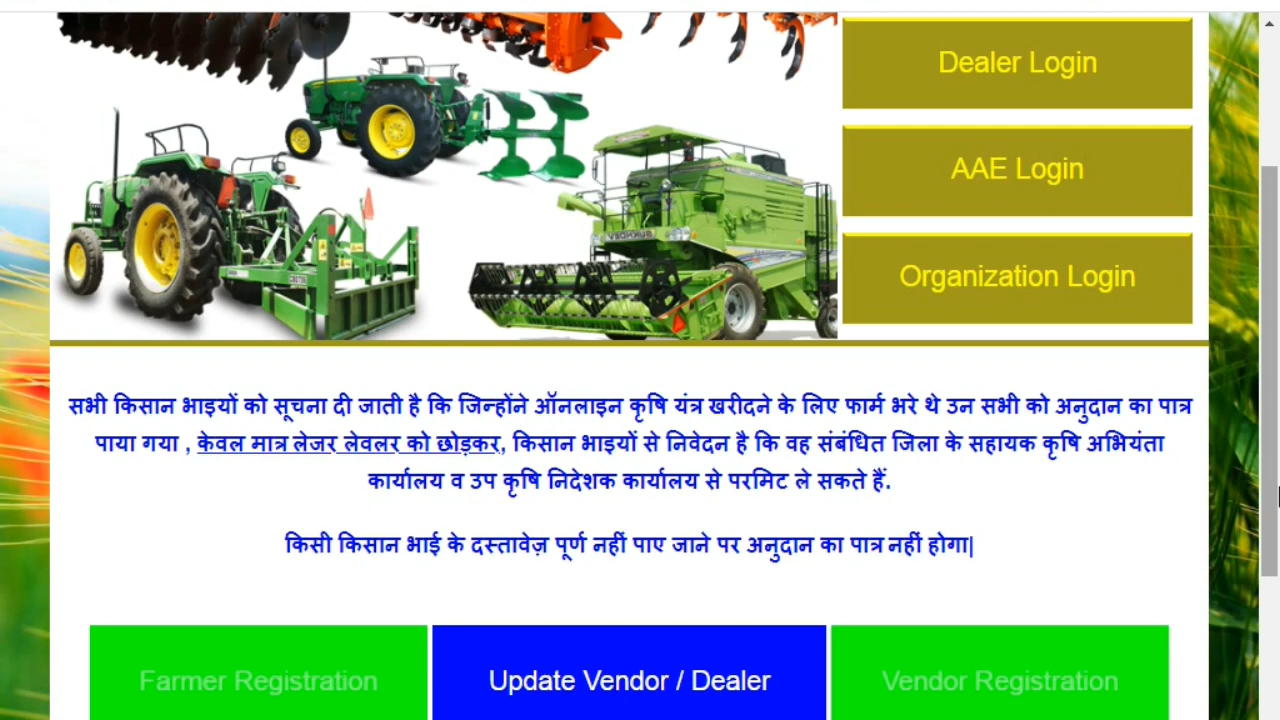 Dealer Login
AAE Login
Organization Login
सभी किसान भाइयों को सूचना दी जाती है कि जिन्होंने ऑनलाइन कृषि यंत्र खरीदने के लिए फार्म भरे थे उन सभी को अनुदान का पात्र
पाया गया , केवल मात्र लेजर लेवलर को छोड़कर, किसान भाइयों से निवेदन है कि वह संबंधित जिला के सहायक कृषि अभियंता
कार्यालय व उप कृषि निदेशक कार्यालय से परमिट ले सकते हैं.
किसी किसान भाई के दस्तावेज़ पूर्ण नहीं पाए जाने पर अनुदान का पात्र नहीं होगा|
Farmer Registration
Update Vendor / Dealer
Vendor Registration